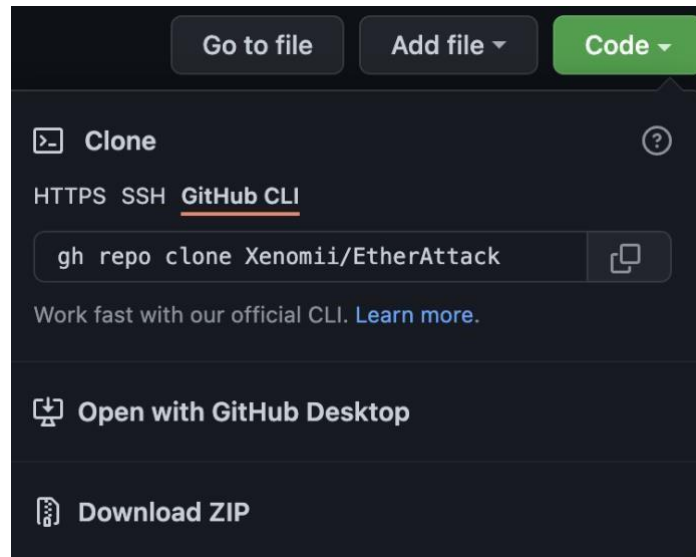 Go to file Add file Code
Clone
HTTPS SSH GitHub CLI
gh repo clone Xenomii/EtherAttack
Work fast with our official CLI. Learn more.
Open with GitHub Desktop
Download ZIP